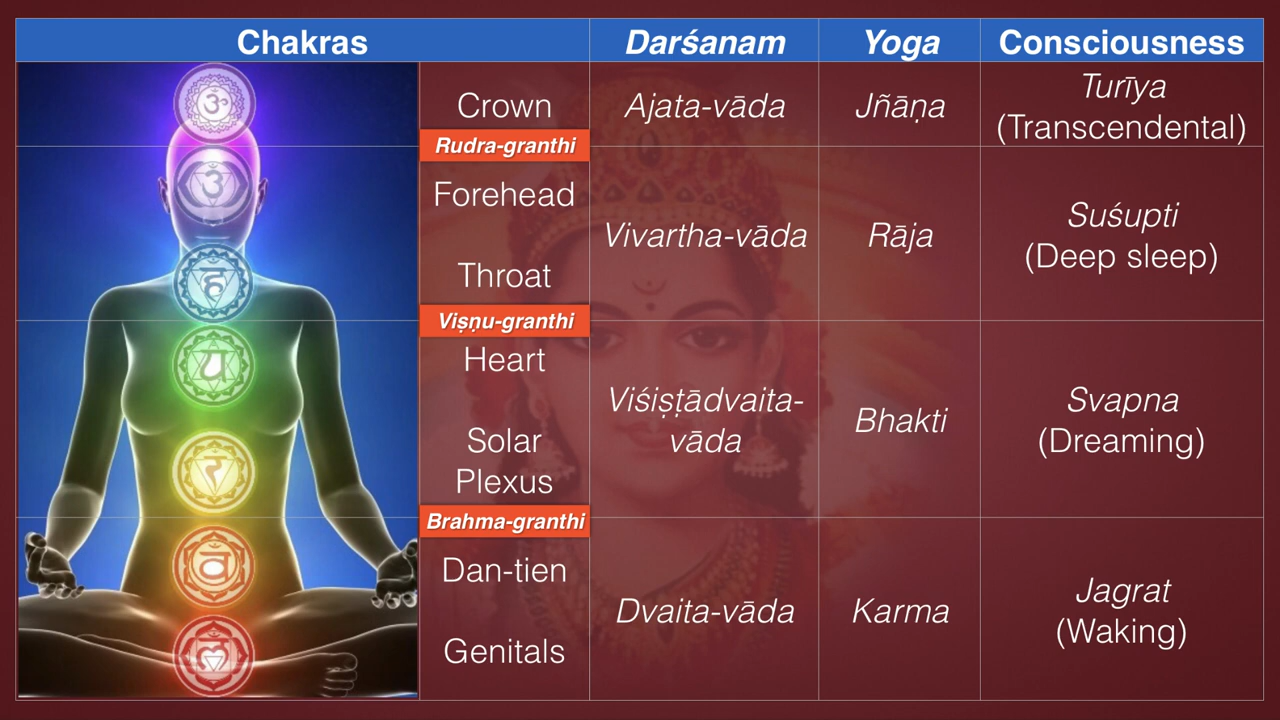 Chakras
Darśanam
Yoga
Consciousness
Crown
Ajata-vāda
Jñāṇa
Turīya
(Transcendental)
Rudra-granthi
Forehead
Throat
Vivartha-vāda
Rāja
Suśupti
(Deep sleep)
Viṣṇu-granthi
Heart
Solar
Plexus
Viśiṣṭādvaita-
vāda
Bhakti
Svapna
(Dreaming)
Brahma-granthi
Dan-tien
Genitals
Dvaita-vāda
Karma
Jagrat
(Waking)
ॐ
ॐ
हं
यं
रं
वं
लं